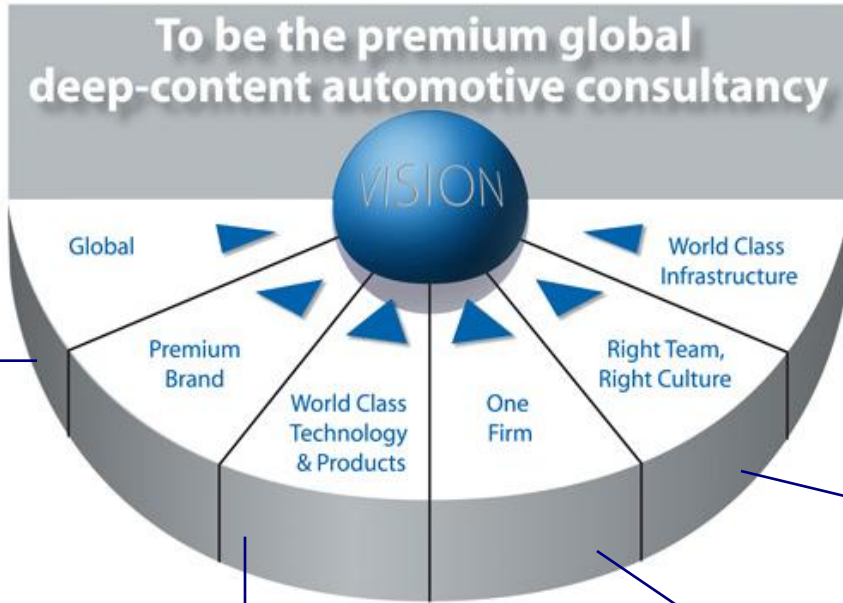 To be the premium global
deep-content automotive consultancy
VISION
Global
Premium
Brand
World Class
Technology
& Products
One
Firm
Right Team,
Right Culture
World Class
Infrastructure